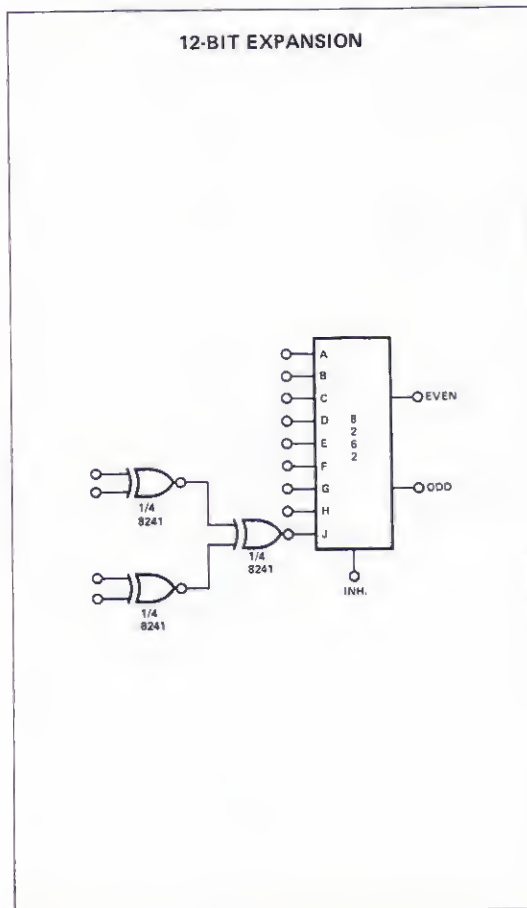 12-BIT EXPANSION
A
B
C
D
E
F
G
H
J
8
2
6
2
EVEN
ODD
INH.
1/4
8241
1/4
8241
1/4
8241